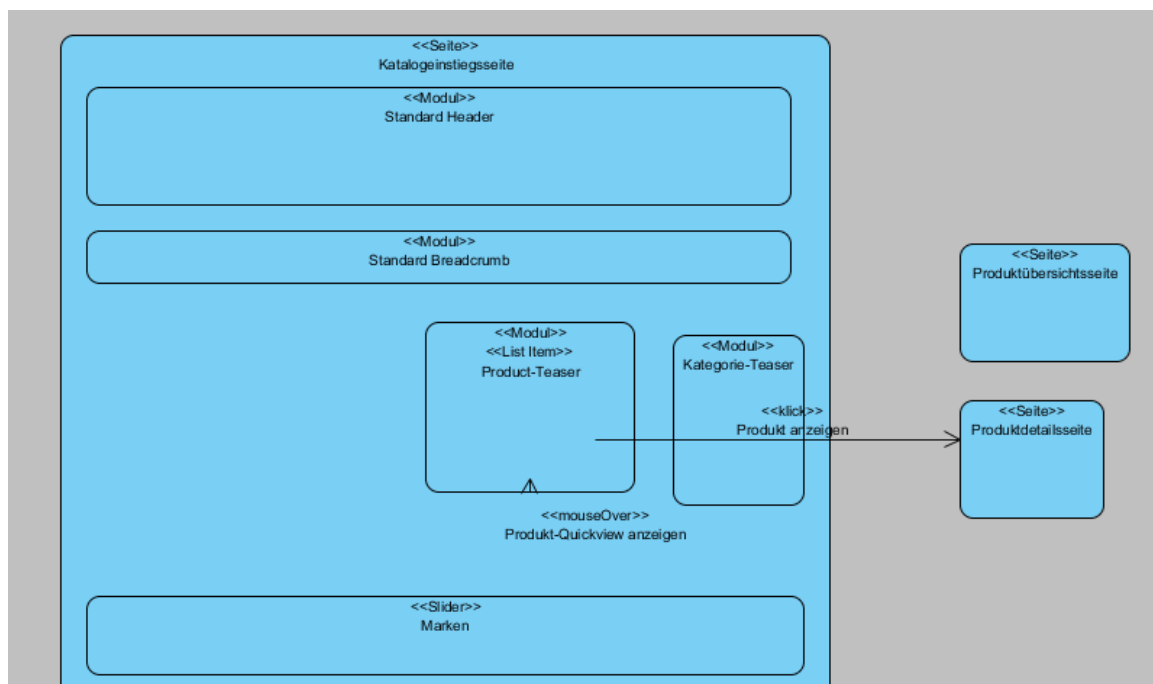 <<Seite>>
Katalogeinstiegsseite
<<Modul>>
Standard Header
<<Modul>>
Standard Breadcrumb
<<Modul>>
<<List Item>>
Product-Teaser
<<Modul>>
Kategorie-Teaser
<<Seite>>
Produktübersichtsseite
<<klick>>
Produkt anzeigen
<<Seite>>
Produktdetailsseite
<<mouseOver>>
Produkt-Quickview anzeigen
<<Slider>>
Marken